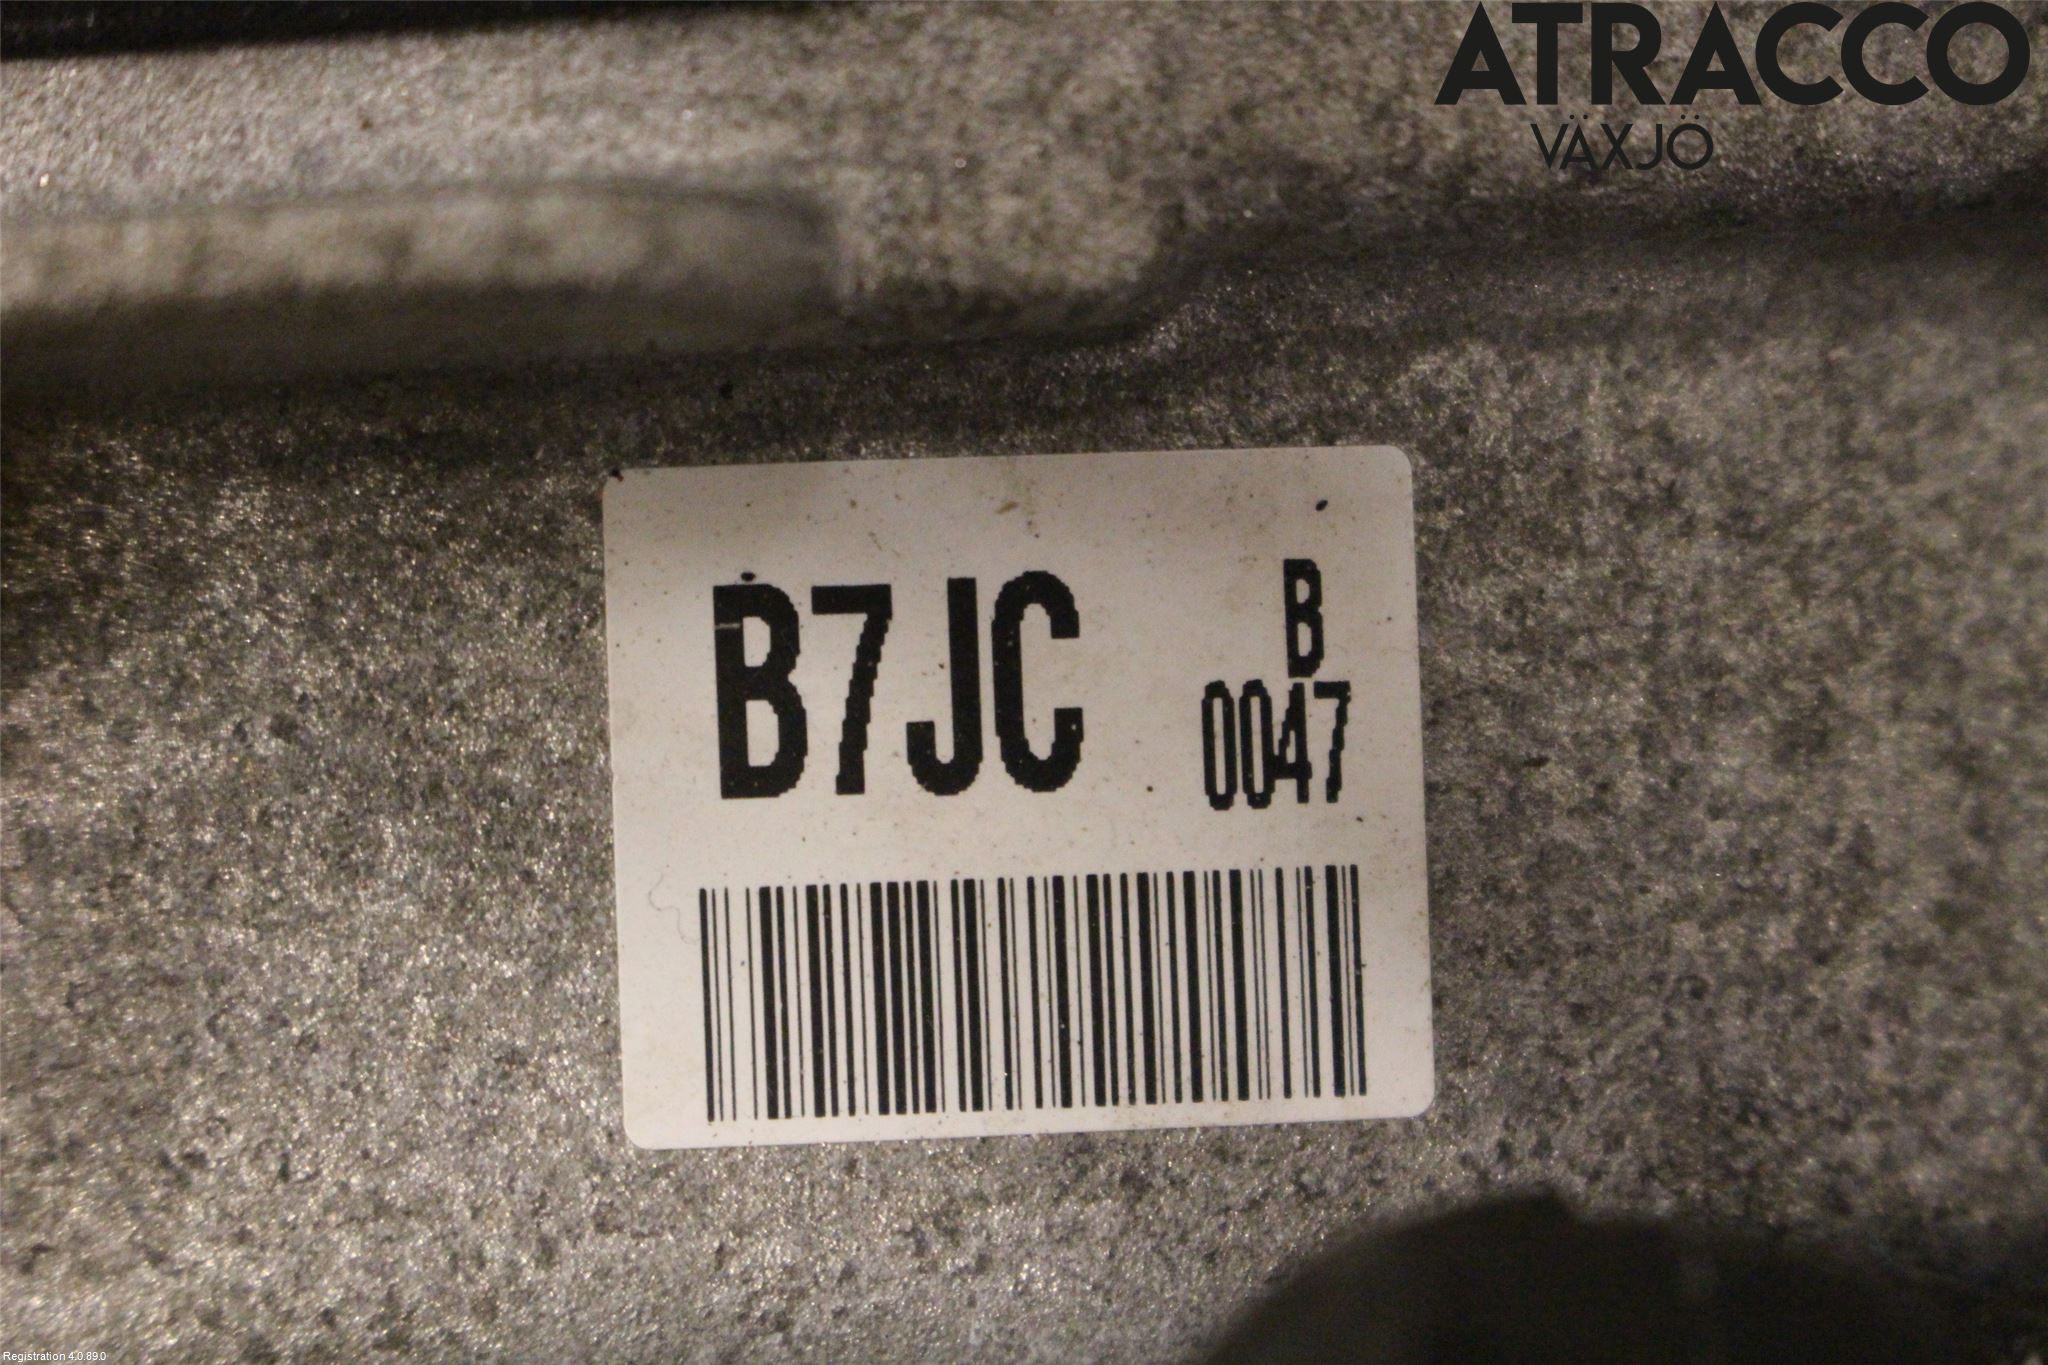 ATRACCO
VÄXJÖ
B7JC
B
0047
Registration 4.0.89.0